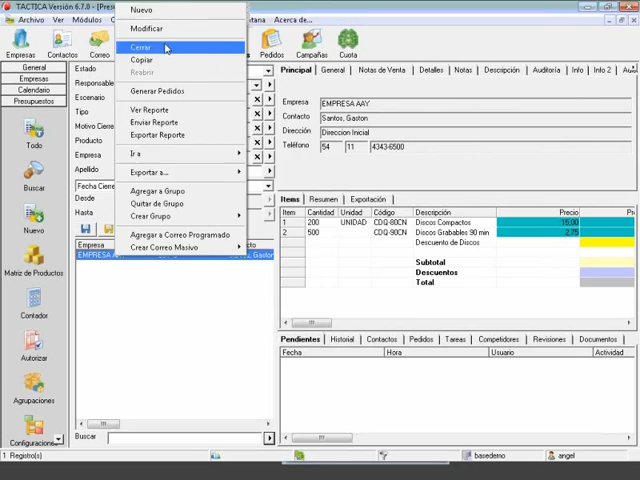 TACTICA Versión 6.7.0 - [Presu
Archivo Ver Módulos
tana Acerca de...
Empresas Contactos Correo Pedidos Campañas Cuota
General
Empresas
Calendario
Presupuestos
Todo
Buscar
Nuevo
Matriz de Productos
Contador
Autorizar
Agrupaciones
Configuraciones
Estado
Responsable
Escenario
Tipo
Motivo Cierre
Producto
Empresa
Apellido
Fecha Cierre
Desde
Hasta
Nuevo
Modificar
Cerrar
Copiar
Reabrir
Generar Pedidos
Ver Reporte
Enviar Reporte
Exportar Reporte
Ir a
Exportar a...
Agregar a Grupo
Quitar de Grupo
Crear Grupo
Agregar a Correo Programado
Crear Correo Masivo
Empresa
EMPRESA AAY
Gaston
Buscar
Principal General Notas de Venta Detalles Notas Descripción Auditoría Info Info 2
Empresa EMPRESA AAY
Contacto Santos, Gaston
Dirección Direccion Inicial
Teléfono 54 11 4343-6500
Items Resumen Exportación
Item Cantidad Unidad Código Descripción Precio Pr
1 200 UNIDAD CDQ-80CN Discos Compactos 15,00
2 500 CDQ-90CN Discos Grabables 90 min 2,75
Descuento de Discos
Subtotal
Descuentos
Total
Pendientes Historial Contactos Pedidos Tareas Competidores Revisiones Documentos
Fecha Hora Usuario Actividad
1 Registro(s) basedemo angel